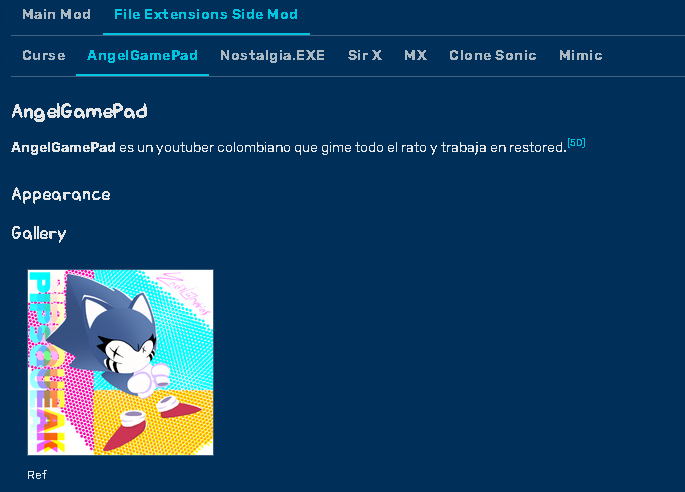 Main Mod File Extensions Side Mod
Curse AngelGamePad Nostalgia.EXE Sir X MX Clone Sonic Mimic
AngelGamePad
AngelGamePad es un youtuber colombiano que gime todo el rato y trabaja en restored.[50]
Appearance
Gallery
PIPSQUEAK
Ref